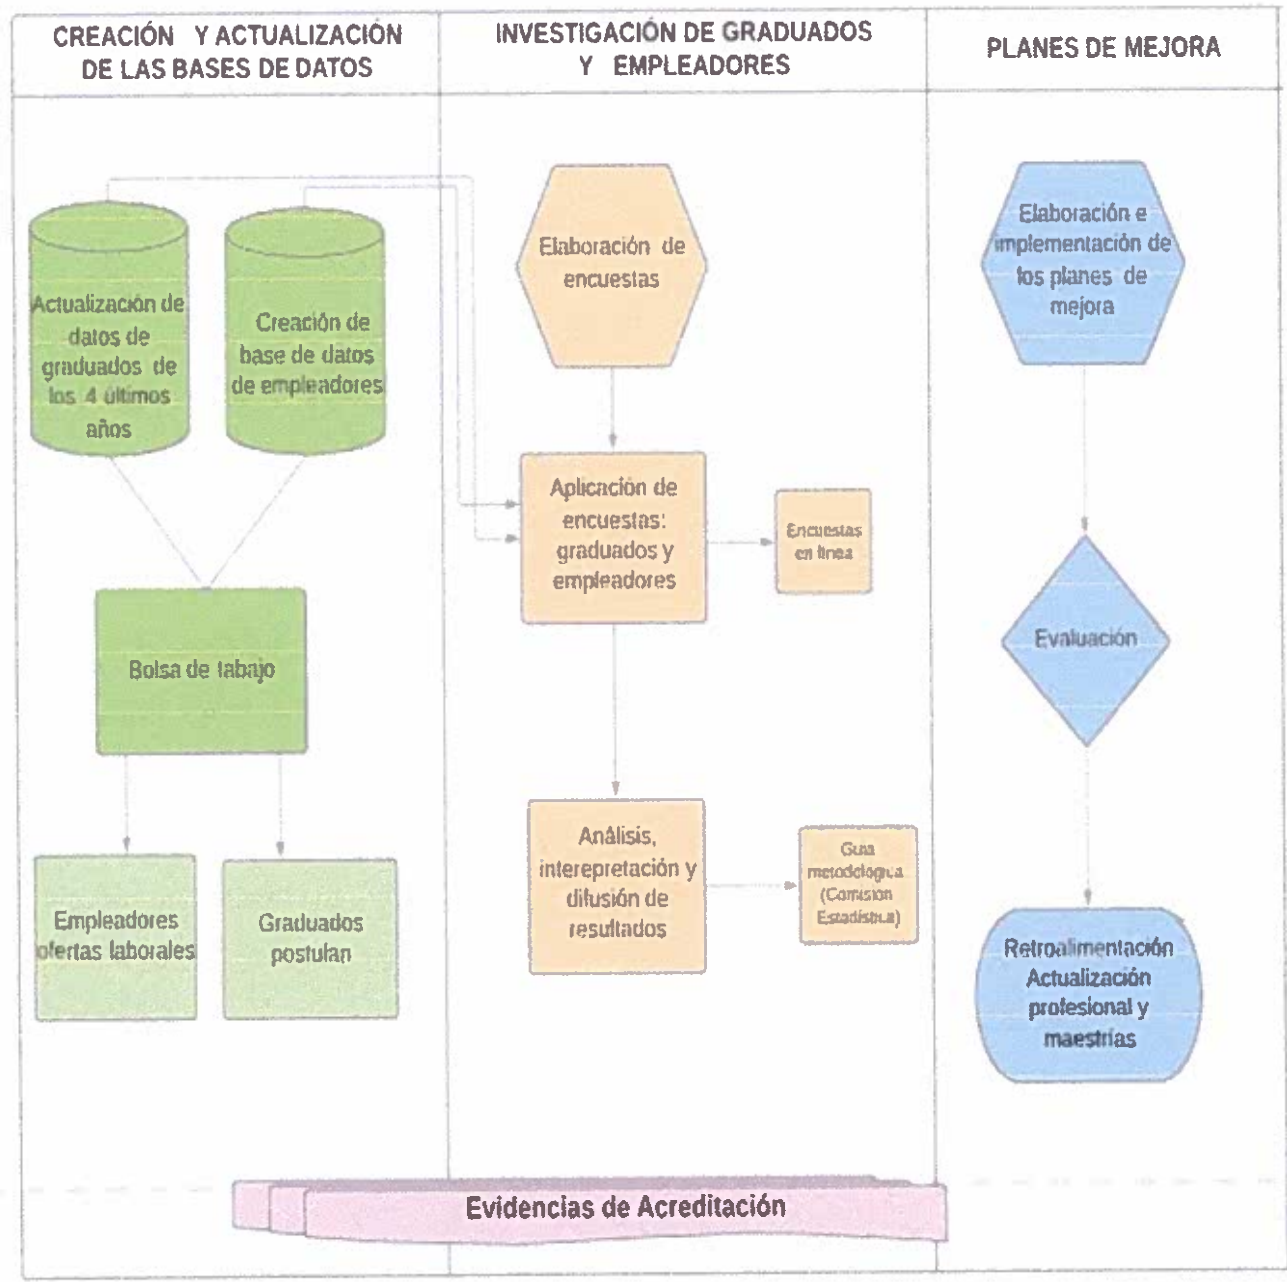 CREACIÓN Y ACTUALIZACIÓN
DE LAS BASES DE DATOS
INVESTIGACIÓN DE GRADUADOS
Y EMPLEADORES
PLANES DE MEJORA
Actualización de
datos de
graduados de
los 4 últimos
años
Creación de
base de datos
de empleadores
Bolsa de tabajo
Empleadores
ofertas laborales
Graduados
postulan
Elaboración de
encuestas
Aplicación de
encuestas:
graduados y
empleadores
Encuestas
en línea
Análisis,
interepretación y
difusión de
resultados
Guía
metodológica
(Comisión
Estadística)
Elaboración e
implementación de
los planes de
mejora
Evaluación
Retroalimentación
Actualización
profesional y
maestrías
Evidencias de Acreditación